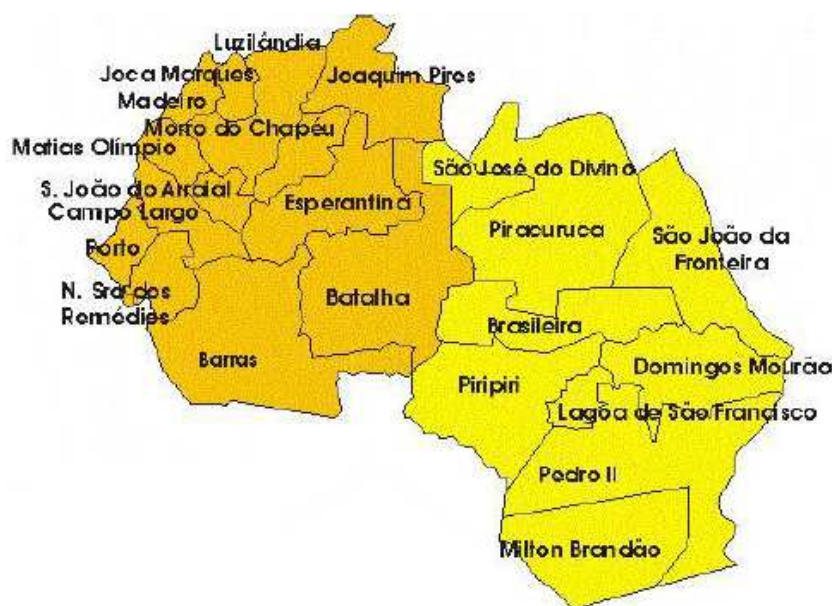 Luzilândia
Joca Marques
Joaquim Pires
Madeiro
Morro do Chapéu
Matias Olímpio
São José do Divino
S. João do Arraial
Campo Largo
Esperantina
Piracuruca
São João da
Fronteira
Porto
N. Sra dos
Remédies
Batalha
Brasileira
Barras
Domingos Mourão
Piripiri
Lagoa de São Francisco
Pedro II
Milton Brandão